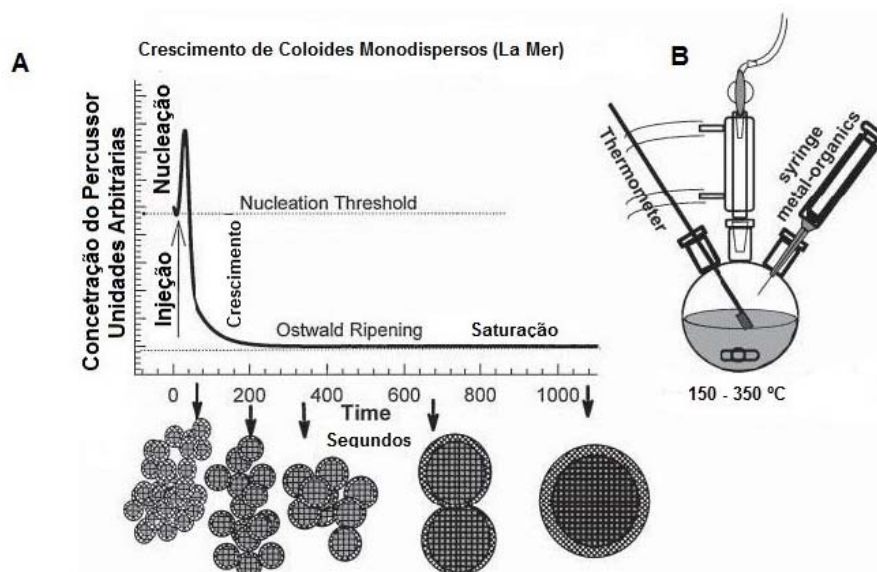 Crescimento de Coloides Monodispersos (La Mer)
A
B
Concetração do Percussor
Unidades Arbitrárias
Nucleação
Injeção
Nucleation Threshold
Crescimento
Ostwald Ripening
Saturação
0
200
400
600
800
1000
Time
Segundos
Thermometer
syringe
metal-organics
150 - 350 ºC